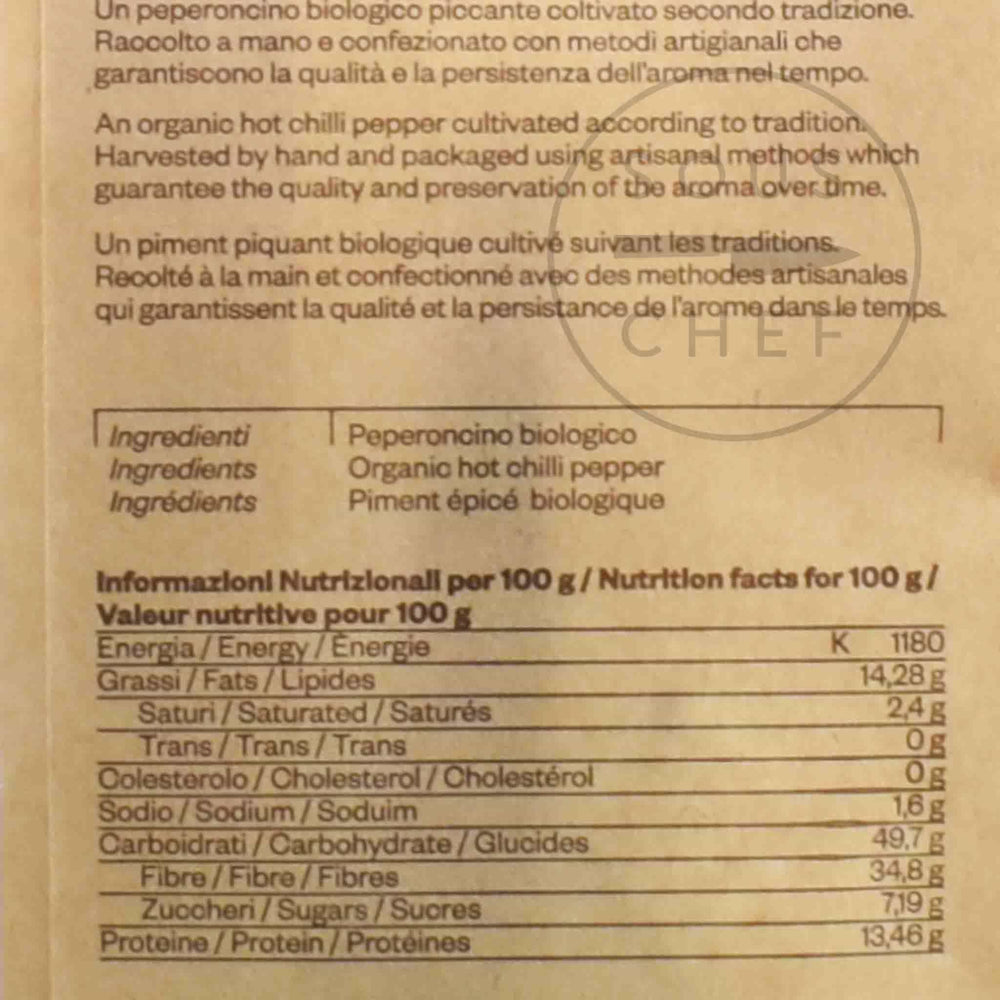 Un peperoncino biologico piccante coltivato secondo tradizione.
Raccolto a mano e confezionato con metodi artigianali che
garantiscono la qualità e la persistenza dell'aroma nel tempo.
An organic hot chilli pepper cultivated according to tradition.
Harvested by hand and packaged using artisanal methods which
guarantee the quality and preservation of the aroma over time.
Un piment piquant biologique cultivé suivant les traditions.
Recolté à la main et confectionné avec des methodes artisanales
qui garantissent la qualité et la persistance de l'arome dans le temps.
SOUS
CHEF
Ingredienti Peperoncino biologico
Ingredients Organic hot chilli pepper
Ingrédients Piment épicé biologique
Informazioni Nutrizionali per 100 g / Nutrition facts for 100 g /
Valeur nutritive pour 100 g
Energia / Energy / Énergie K 1180
Grassi / Fats / Lipides 14,28 g
Saturi / Saturated / Saturés 2,4 g
Trans / Trans / Trans 0 g
Colesterolo / Cholesterol / Cholestérol 0 g
Sodio / Sodium / Soduim 1,6 g
Carboidrati / Carbohydrate / Glucides 49,7 g
Fibre / Fibre / Fibres 34,8 g
Zuccheri / Sugars / Sucres 7,19 g
Proteine / Protein / Protéines 13,46 g